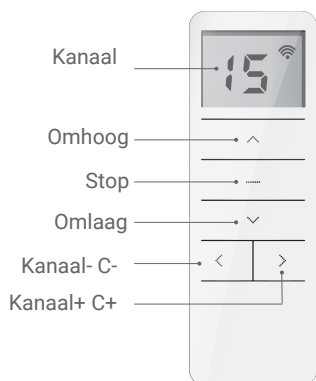 Kanaal
15
Omhoog
Stop
Omlaag
Kanaal- C-
Kanaal+ C+